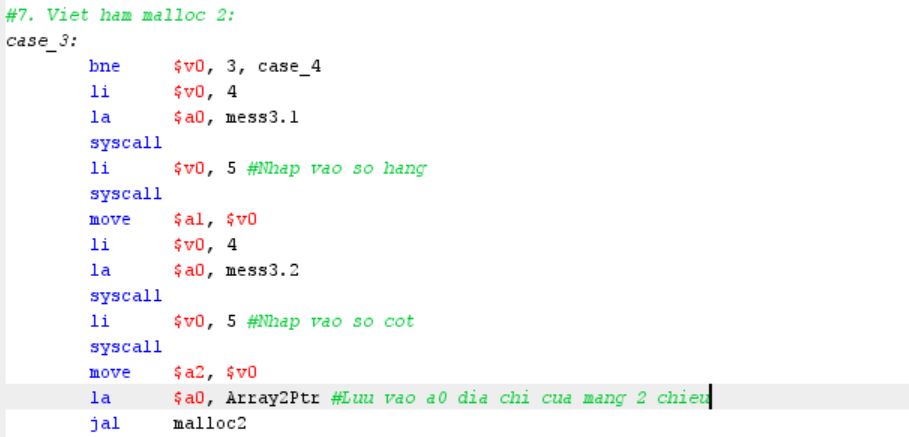 #7. Viet ham malloc 2:
case_3:
bne $v0, 3, case_4
li $v0, 4
la $a0, mess3.1
syscall
li $v0, 5 #Nhap vao so hang
syscall
move $a1, $v0
li $v0, 4
la $a0, mess3.2
syscall
li $v0, 5 #Nhap vao so cot
syscall
move $a2, $v0
la $a0, Array2Ptr #Luu vao a0 dia chi cua mang 2 chieu
jal malloc2